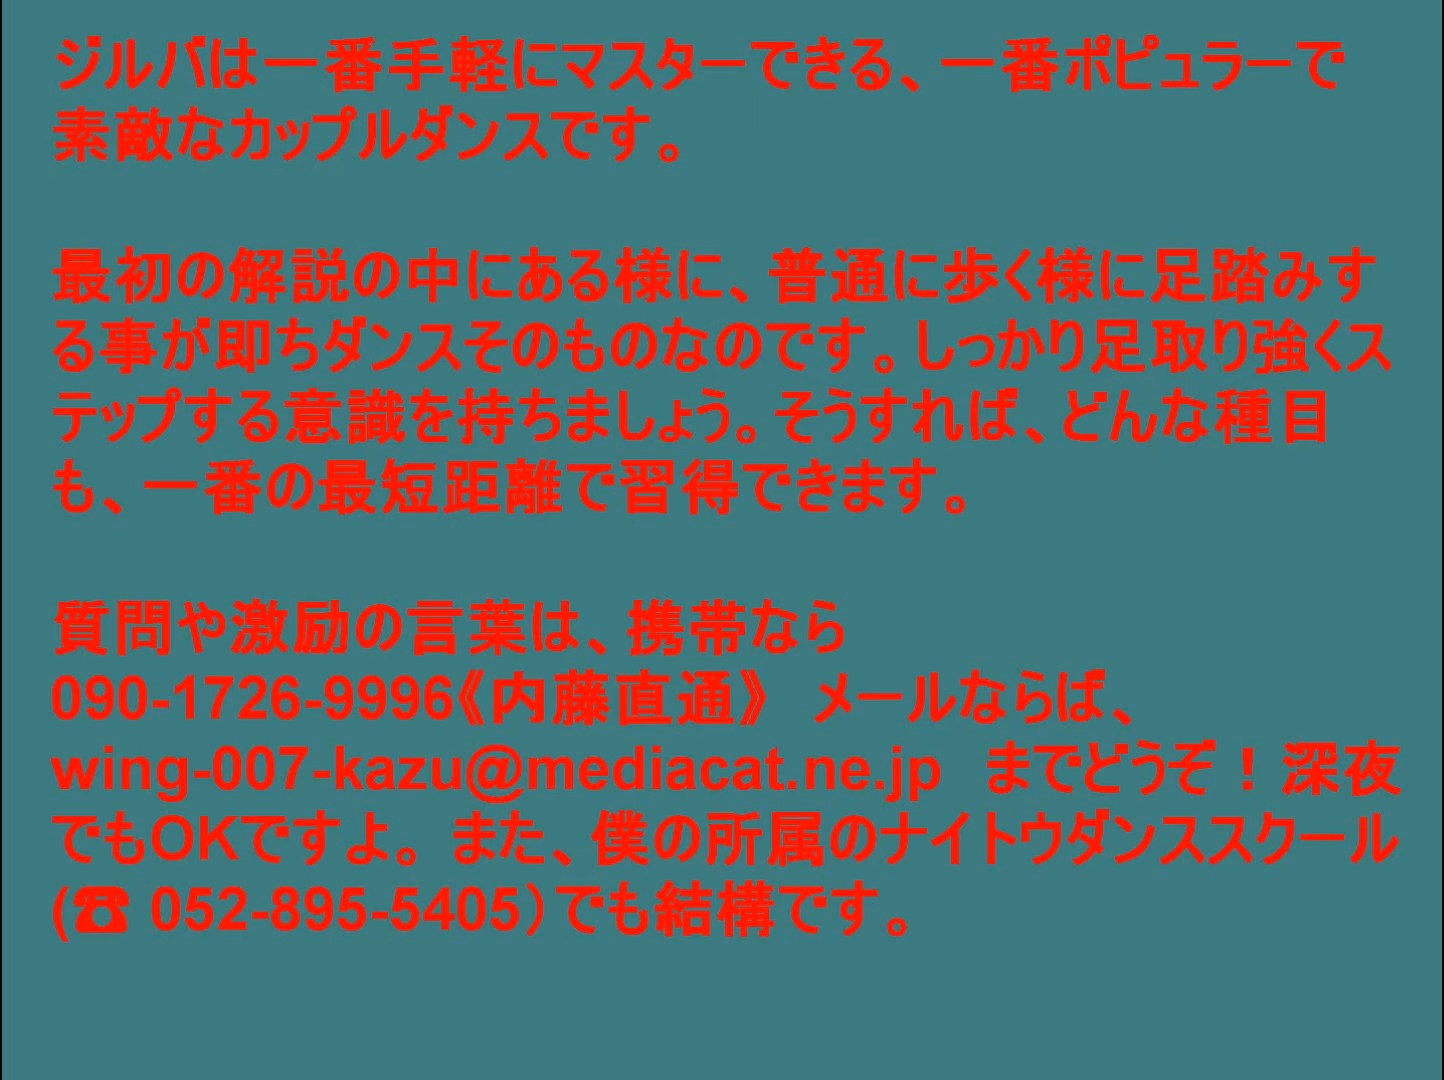 ジルバは一番手軽にマスターできる、一番ポピュラーで
素敵なカップルダンスです。
最初の解説の中にある様に、普通に歩く様に足踏みす
る事が即ちダンスそのものなのです。しっかり足取り強くス
テップする意識を持ちましょう。そうすれば、どんな種目
も、一番の最短距離で習得できます。
質問や激励の言葉は、携帯なら
090-1726-9996《内藤直通》　メールならば、
wing-007-kazu@mediacat.ne.jp　までどうぞ！深夜
でもOKですよ。また、僕の所属のナイトウダンススクール
(☎ 052-895-5405）でも結構です。